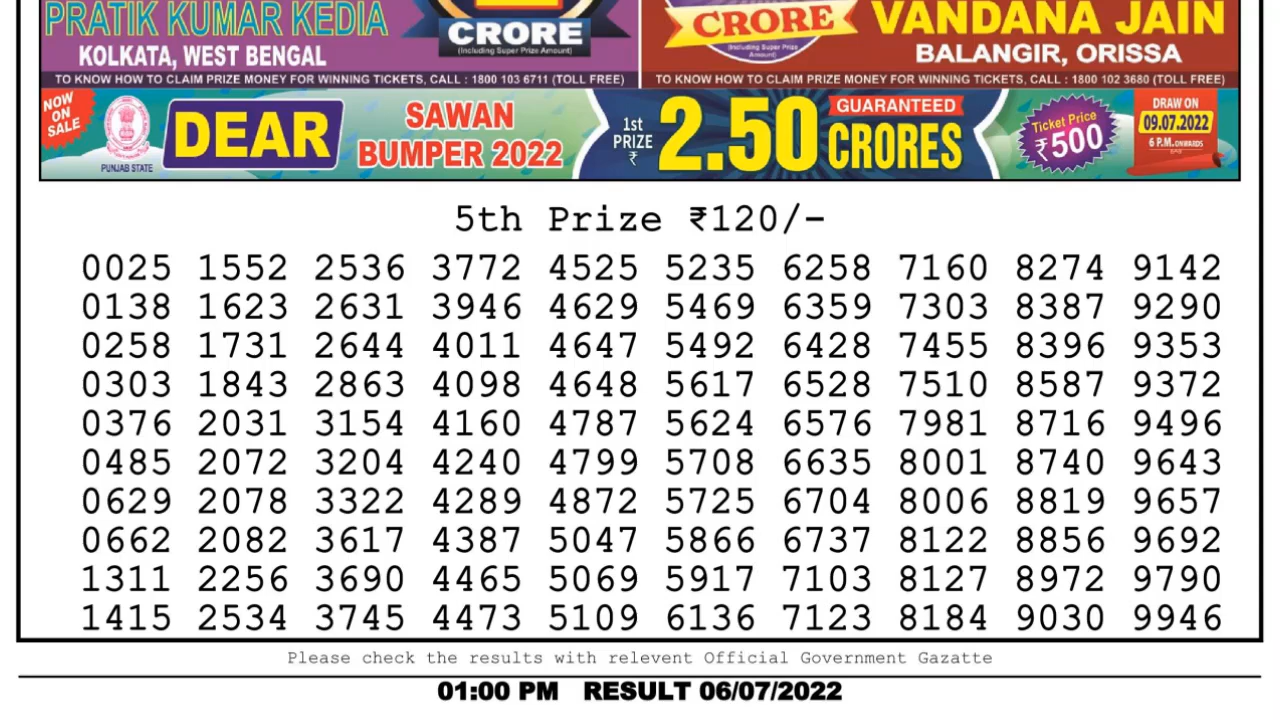 PRATIK KUMAR KEDIA
KOLKATA, WEST BENGAL
CRORE
(Including Super Prize Amount)
CRORE
(Including Super Prize
Amount)
VANDANA JAIN
BALANGIR, ORISSA
TO KNOW HOW TO CLAIM PRIZE MONEY FOR WINNING TICKETS, CALL : 1800 103 6711 (TOLL FREE)
TO KNOW HOW TO CLAIM PRIZE MONEY FOR WINNING TICKETS, CALL : 1800 102 3680 (TOLL FREE)
NOW
ON
SALE
PUNJAB STATE
DEAR
SAWAN
BUMPER 2022
1st
PRIZE
₹
2.50
GUARANTEED
CRORES
Ticket Price
₹500
DRAW ON
09.07.2022
6 P.M. ONWARDS
5th Prize ₹120/-
0025 1552 2536 3772 4525 5235 6258 7160 8274 9142
0138 1623 2631 3946 4629 5469 6359 7303 8387 9290
0258 1731 2644 4011 4647 5492 6428 7455 8396 9353
0303 1843 2863 4098 4648 5617 6528 7510 8587 9372
0376 2031 3154 4160 4787 5624 6576 7981 8716 9496
0485 2072 3204 4240 4799 5708 6635 8001 8740 9643
0629 2078 3322 4289 4872 5725 6704 8006 8819 9657
0662 2082 3617 4387 5047 5866 6737 8122 8856 9692
1311 2256 3690 4465 5069 5917 7103 8127 8972 9790
1415 2534 3745 4473 5109 6136 7123 8184 9030 9946
Please check the results with relevent Official Government Gazatte
01:00 PM RESULT 06/07/2022